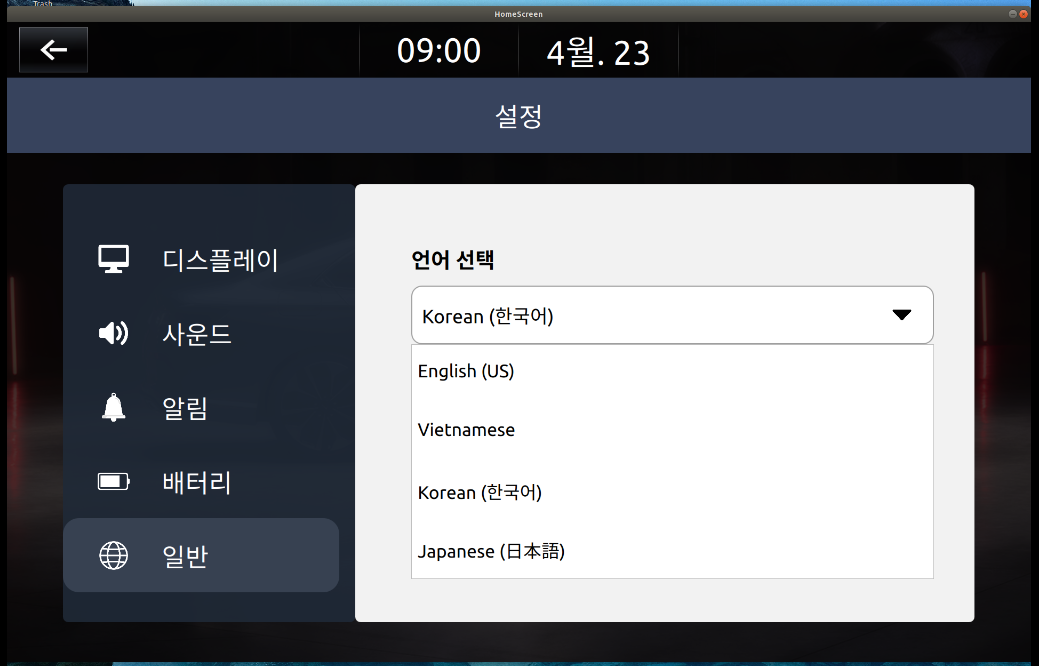 Trash
HomeScreen
09:00
4월. 23
설정
디스플레이
사운드
알림
배터리
일반
언어 선택
Korean (한국어)
English (US)
Vietnamese
Korean (한국어)
Japanese (日本語)